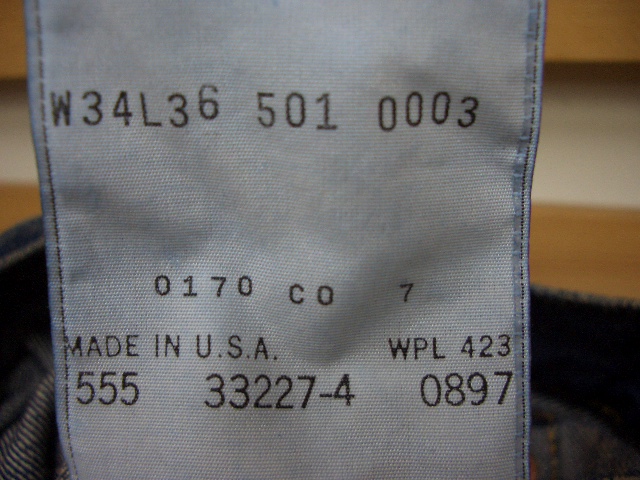 W34L36 501 0003
0170 CO 7
MADE IN U.S.A. WPL 423
555 33227-4 0897